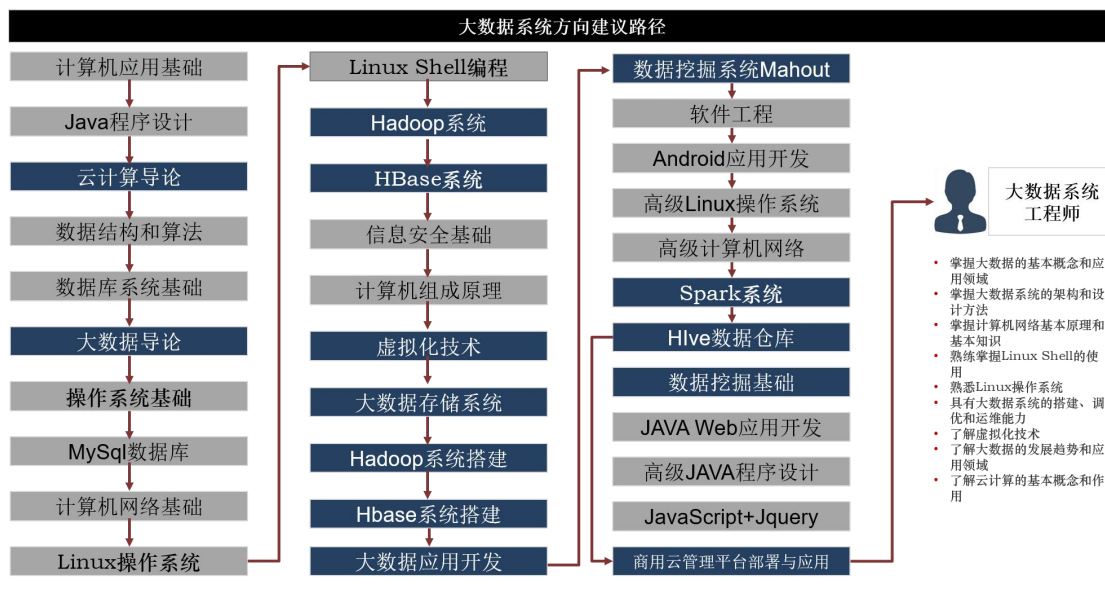 大数据系统方向建议路径
计算机应用基础
Java程序设计
云计算导论
数据结构和算法
数据库系统基础
大数据导论
操作系统基础
MySql数据库
计算机网络基础
Linux操作系统
Linux Shell编程
Hadoop系统
HBase系统
信息安全基础
计算机组成原理
虚拟化技术
大数据存储系统
Hadoop系统搭建
Hbase系统搭建
大数据应用开发
数据挖掘系统Mahout
软件工程
Android应用开发
高级Linux操作系统
高级计算机网络
Spark系统
HIve数据仓库
数据挖掘基础
JAVA Web应用开发
高级JAVA程序设计
JavaScript+Jquery
商用云管理平台部署与应用
大数据系统
工程师
• 掌握大数据的基本概念和应
用领域
• 掌握大数据系统的架构和设
计方法
• 掌握计算机网络基本原理和
基本知识
• 熟练掌握Linux Shell的使
用
• 熟悉Linux操作系统
• 具有大数据系统的搭建、调
优和运维能力
• 了解虚拟化技术
• 了解大数据的发展趋势和应
用领域
• 了解云计算的基本概念和作
用